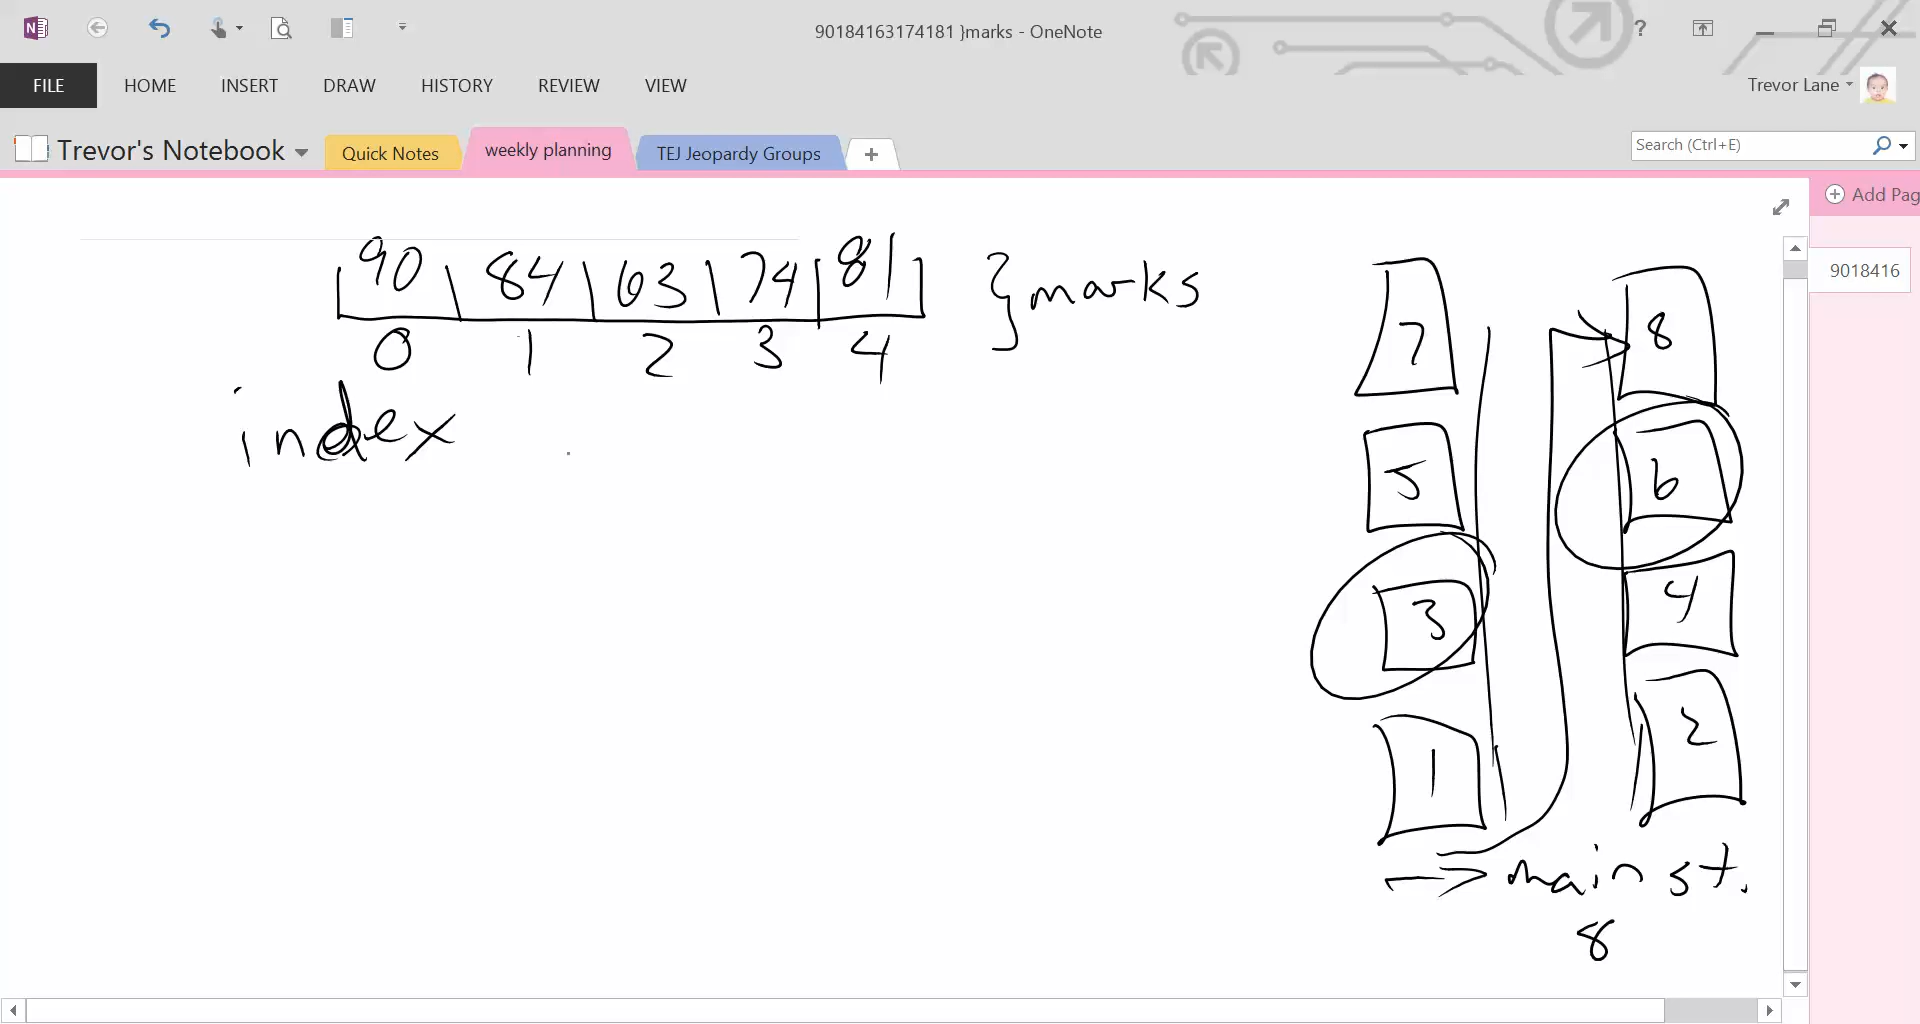 90184163174181 }marks - OneNote
?
FILE HOME INSERT DRAW HISTORY REVIEW VIEW
Trevor Lane
Trevor's Notebook
Quick Notes
weekly planning
TEJ Jeopardy Groups
Search (Ctrl+E)
Add Pag
9018416
90 84 63 74 81 } marks
0 1 2 3 4
index
7 8
5 6
3 4
1 2
main st.
8